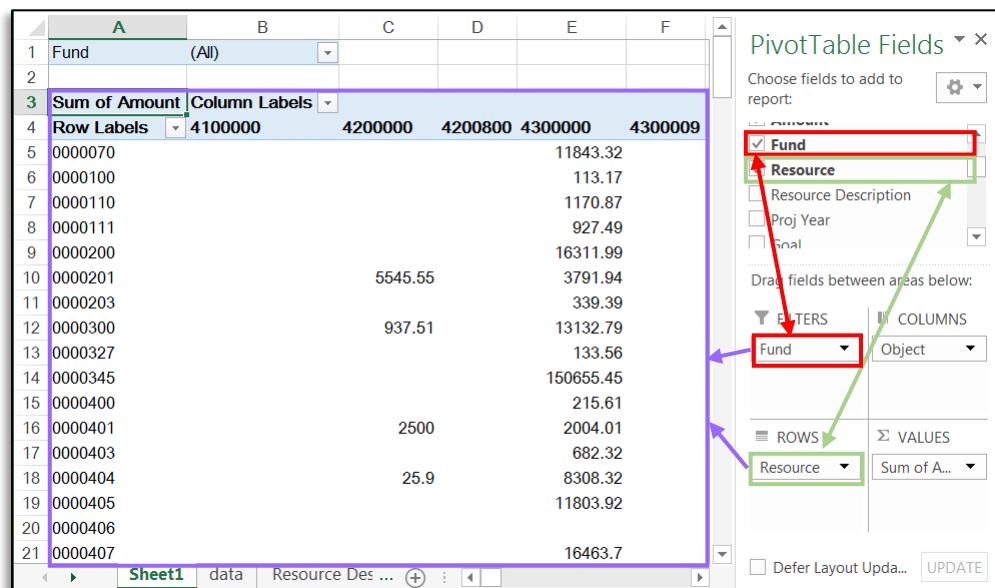 A B C D E F
1 Fund (All)
2
3 Sum of Amount Column Labels
4 Row Labels 4100000 4200000 4200800 4300000 4300009
5 0000070 11843.32
6 0000100 113.17
7 0000110 1170.87
8 0000111 927.49
9 0000200 16311.99
10 0000201 5545.55 3791.94
11 0000203 339.39
12 0000300 937.51 13132.79
13 0000327 133.56
14 0000345 150655.45
15 0000400 215.61
16 0000401 2500 2004.01
17 0000403 682.32
18 0000404 25.9 8308.32
19 0000405 11803.92
20 0000406
21 0000407 16463.7
Sheet1 data Resource Des ...
PivotTable Fields
Choose fields to add to
report:
Amount
Fund
Resource
Resource Description
Proj Year
Goal
Drag fields between areas below:
FILTERS COLUMNS
Fund Object
ROWS Σ VALUES
Resource Sum of A...
Defer Layout Upda... UPDATE